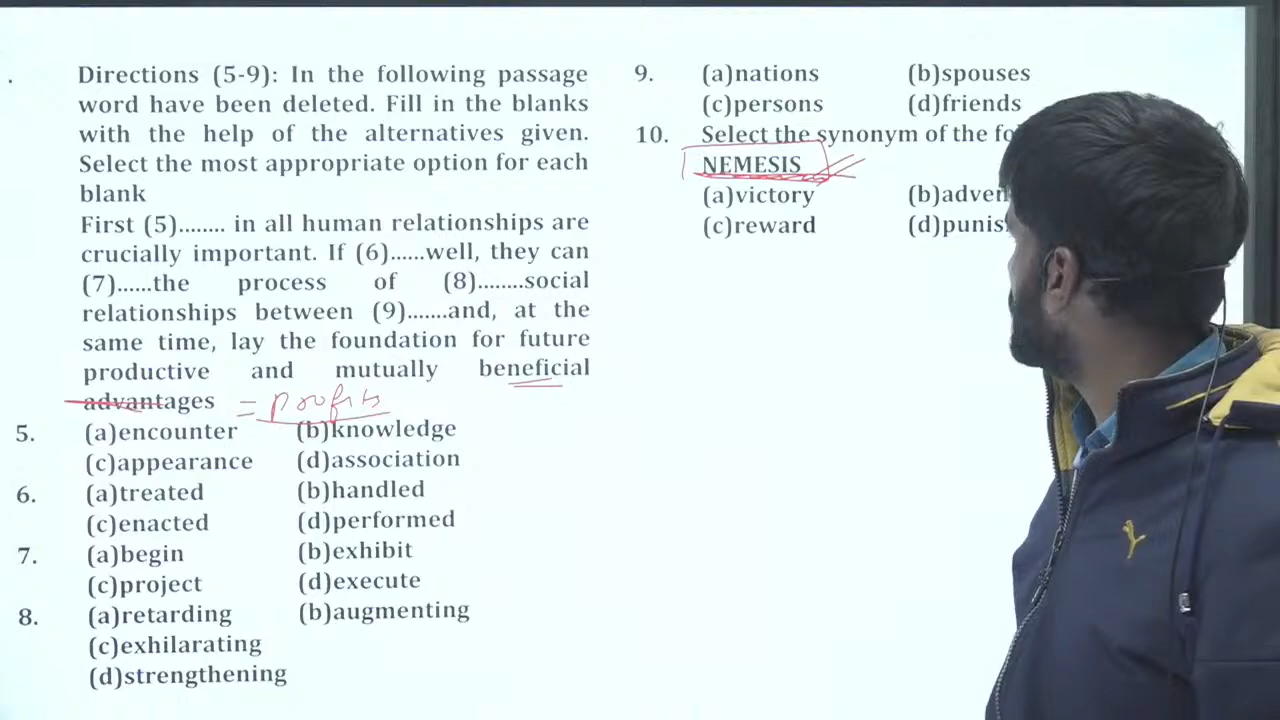 Directions (5-9): In the following passage
word have been deleted. Fill in the blanks
with the help of the alternatives given.
Select the most appropriate option for each
blank
First (5)........ in all human relationships are
crucially important. If (6)......well, they can
(7)......the process of (8)........social
relationships between (9).......and, at the
same time, lay the foundation for future
productive and mutually beneficial
advantages = profits
5. (a)encounter (b)knowledge
(c)appearance (d)association
6. (a)treated (b)handled
(c)enacted (d)performed
7. (a)begin (b)exhibit
(c)project (d)execute
8. (a)retarding (b)augmenting
(c)exhilarating
(d)strengthening
9. (a)nations (b)spouses
(c)persons (d)friends
10. Select the synonym of the
NEMESIS
(a)victory (b)
(c)reward (d)